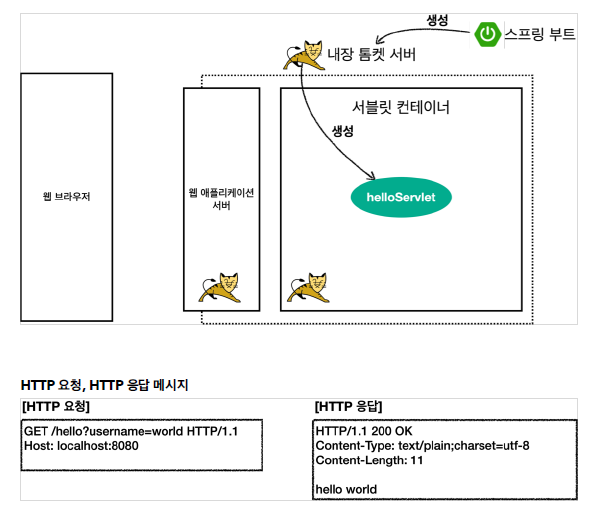 생성
스프링 부트
내장 톰켓 서버
서블릿 컨테이너
생성
웹 브라우저
웹 애플리케이션
서버
helloServlet
HTTP 요청, HTTP 응답 메시지
[HTTP 요청]
GET /hello?username=world HTTP/1.1
Host: localhost:8080
[HTTP 응답]
HTTP/1.1 200 OK
Content-Type: text/plain;charset=utf-8
Content-Length: 11
hello world